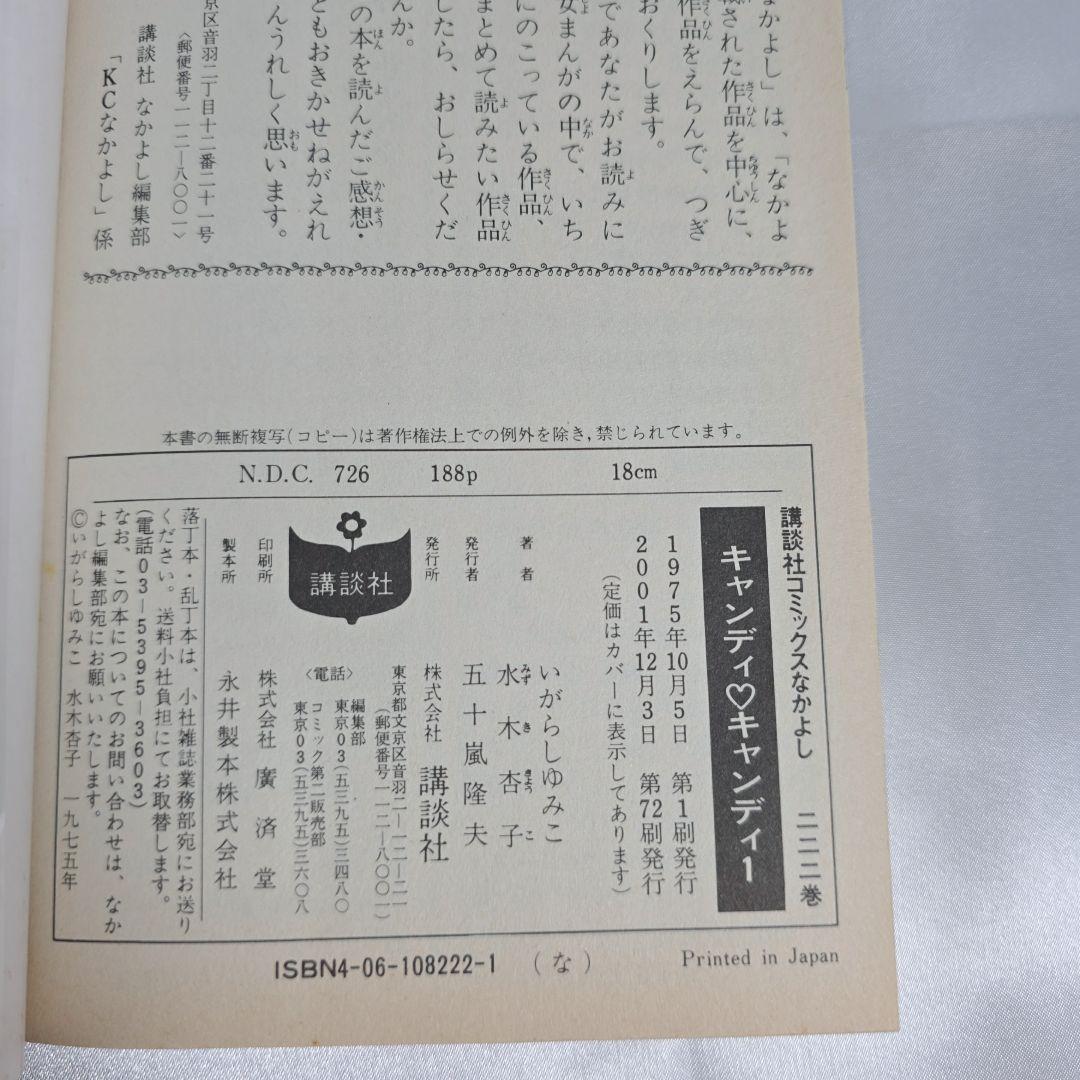 なかよし」は、「なかよ
載された作品を中心に、
作品をえらんで、つぎ
おくりします。
であなたがお読みに
女まんがの中で、いち
にのこっている作品、
まとめて読みたい作品
したら、おしらせくだ
んか。
の本を読んだご感想・
ともおきかせねがえれ
んうれしく思います。
京区音羽二丁目十二番二十一号
〈郵便番号一一二―八〇〇一〉
講談社 なかよし編集部
「KCなかよし」係
本書の無断複写(コピー)は著作権法上での例外を除き,禁じられています。
N.D.C. 726 188p 18cm
講談社コミックスなかよし 二二二巻
キャンディ♡キャンディ1
1975年10月5日 第1刷発行
2001年12月3日 第72刷発行
(定価はカバーに表示してあります)
著者 いがらしゆみこ
水木杏子
発行者 五十嵐隆夫
発行所 株式会社 講談社
東京都文京区音羽二―一二―二一
(郵便番号一一二―八〇〇一)
〈電話〉 編集部
東京03(五三九五)三四八〇
コミック第二販売部
東京03(五三九五)三六〇八
講談社
印刷所 株式会社 廣済堂
製本所 永井製本株式会社
落丁本・乱丁本は、小社雑誌業務部宛にお送り
ください。送料小社負担にてお取替します。
(電話03―5395―3603)
なお、この本についてのお問い合わせは、なか
よし編集部宛にお願いいたします。
©いがらしゆみこ 水木杏子 一九七五年
ISBN4-06-108222-1 (な)
Printed in Japan